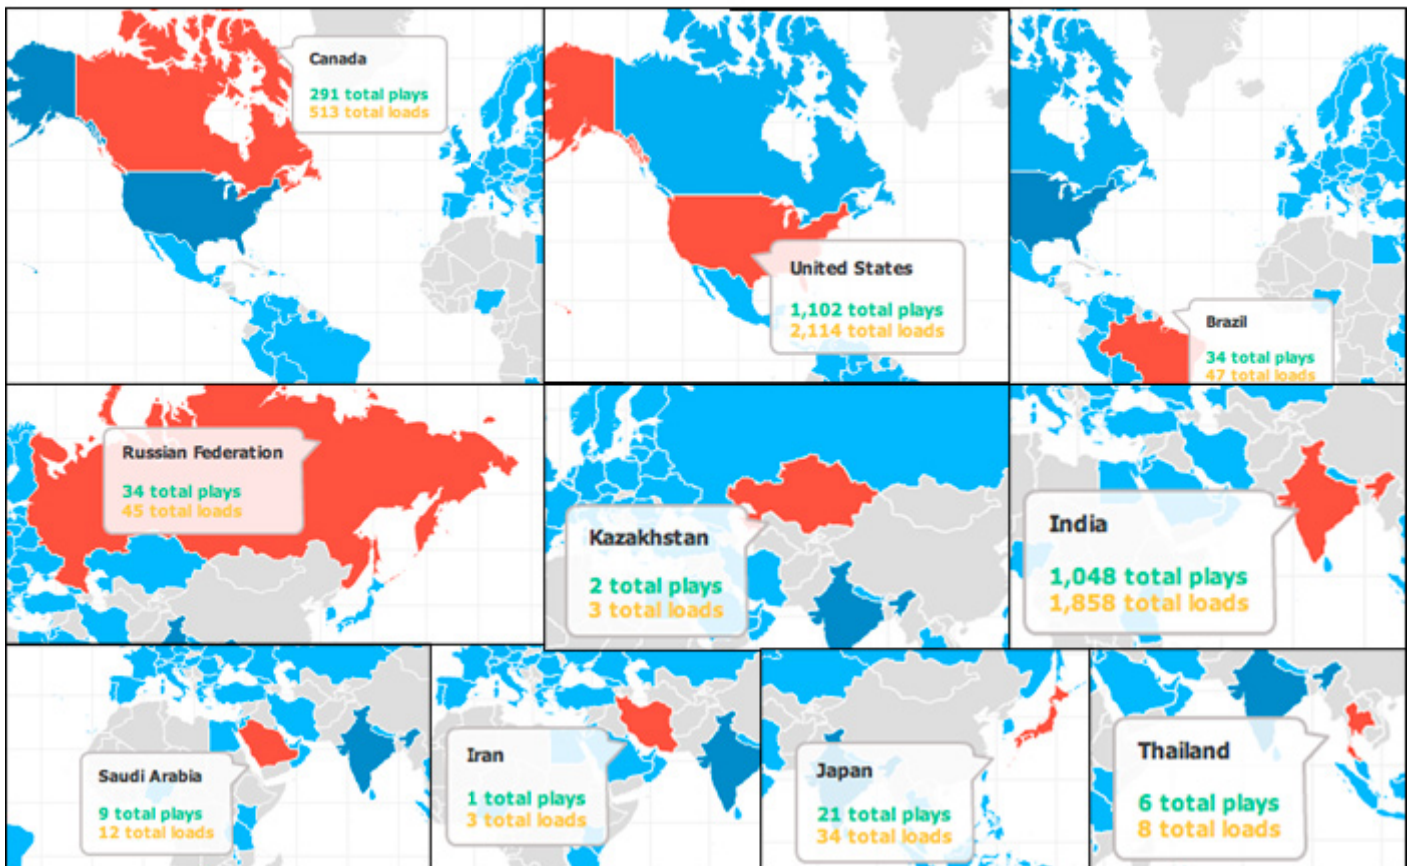 Canada
291 total plays
513 total loads
United States
1,102 total plays
2,114 total loads
Brazil
34 total plays
47 total loads
Russian Federation
34 total plays
45 total loads
Kazakhstan
2 total plays
3 total loads
India
1,048 total plays
1,858 total loads
Saudi Arabia
9 total plays
12 total loads
Iran
1 total plays
3 total loads
Japan
21 total plays
34 total loads
Thailand
6 total plays
8 total loads